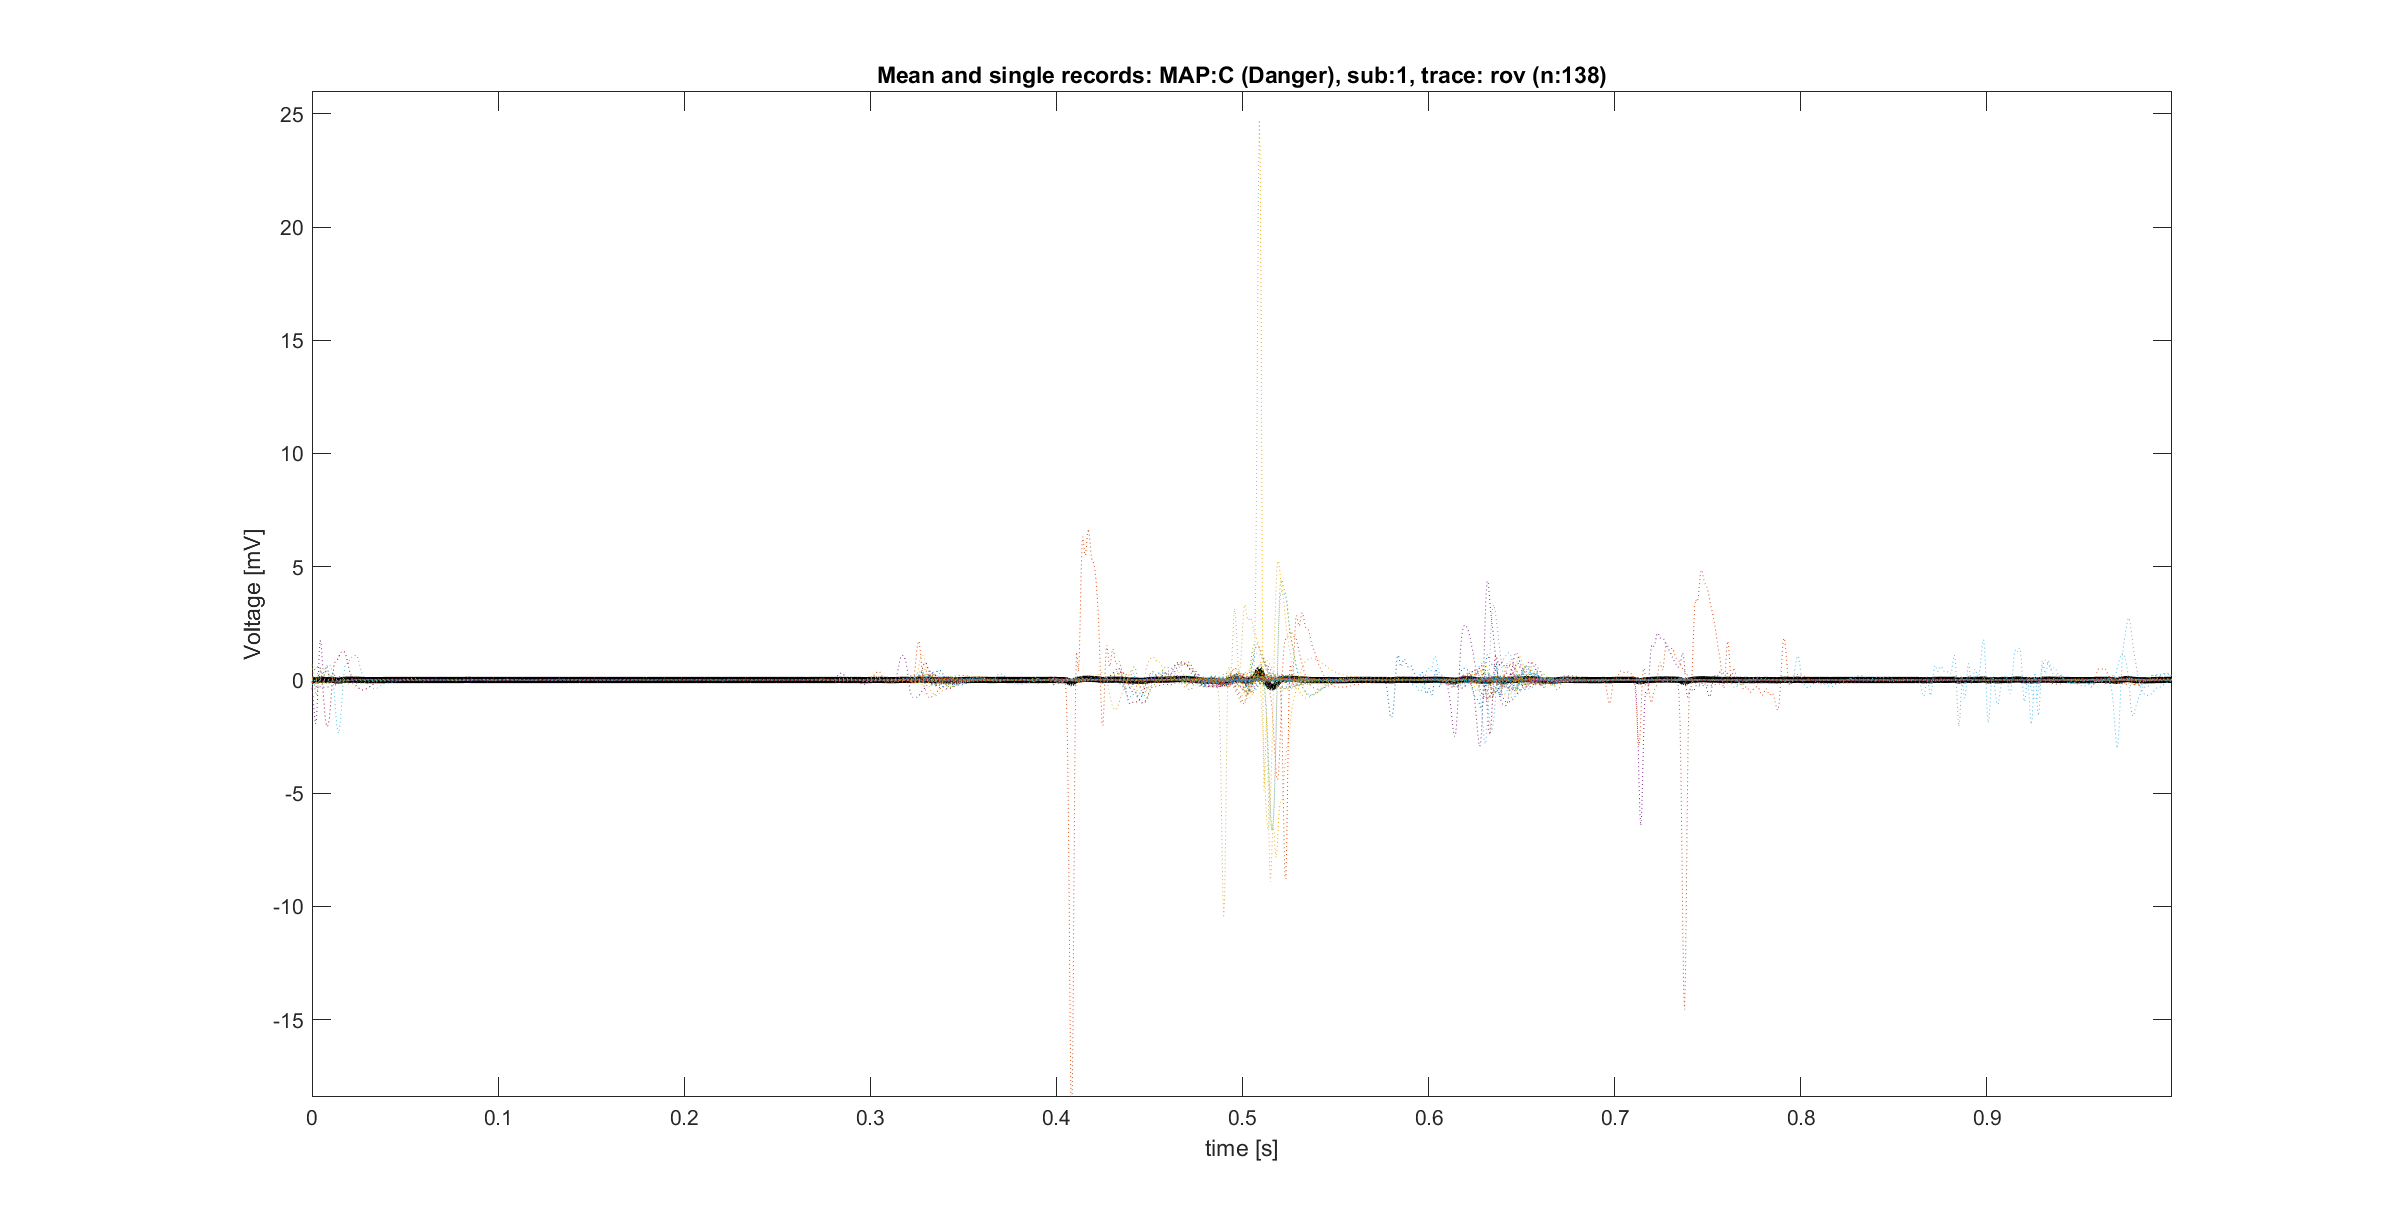 Mean and single records: MAP:C (Danger), sub:1, trace: rov (n:138)
25
20
15
10
5
0
-5
-10
-15
Voltage [mV]
0 0.1 0.2 0.3 0.4 0.5 0.6 0.7 0.8 0.9
time [s]